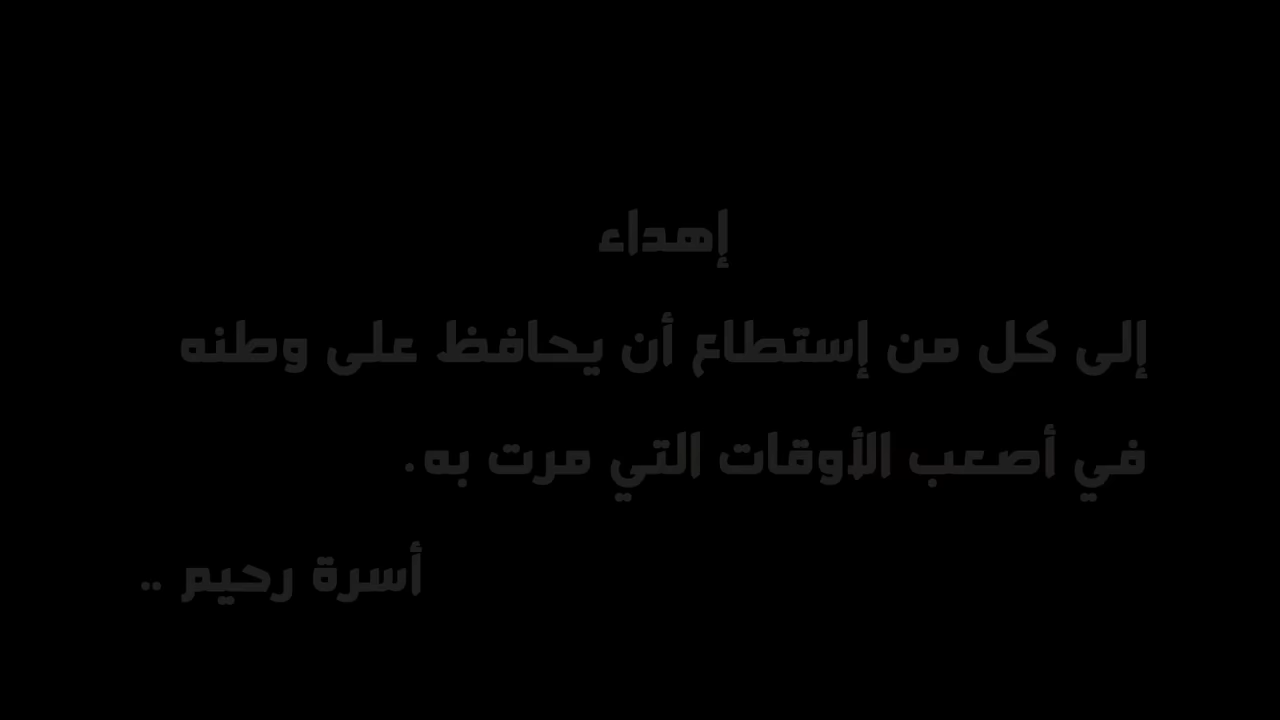 إهداء
إلى كل من إستطاع أن يحافظ على وطنه
في أصعب الأوقات التي مرت به .
أسرة رحيم ..